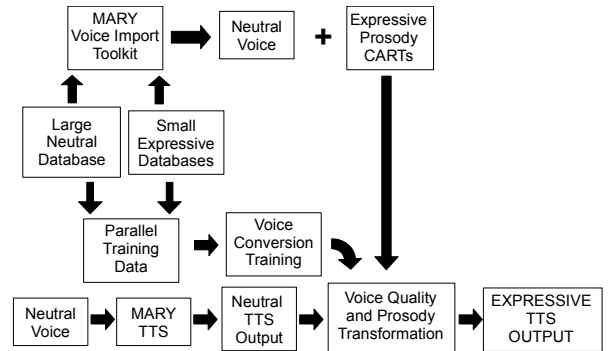 MARY
Voice Import
Toolkit
Neutral
Voice
+
Expressive
Prosody
CARTs
Large
Neutral
Database
Small
Expressive
Databases
Parallel
Training
Data
Voice
Conversion
Training
Neutral
Voice
MARY
TTS
Neutral
TTS
Output
Voice Quality
and Prosody
Transformation
EXPRESSIVE
TTS
OUTPUT